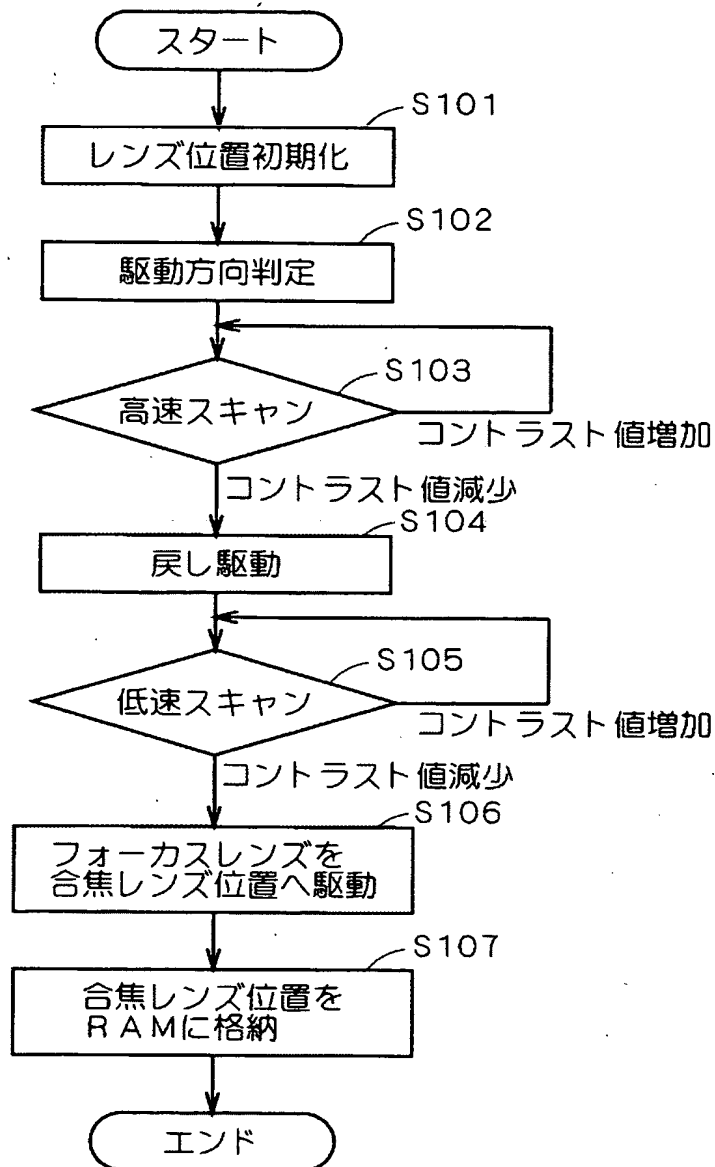 スタート
S101
レンズ位置初期化
S102
駆動方向判定
S103
高速スキャン
コントラスト値増加
コントラスト値減少
S104
戻し駆動
S105
低速スキャン
コントラスト値増加
コントラスト値減少
S106
フォーカスレンズを
合焦レンズ位置へ駆動
S107
合焦レンズ位置を
RAMに格納
エンド